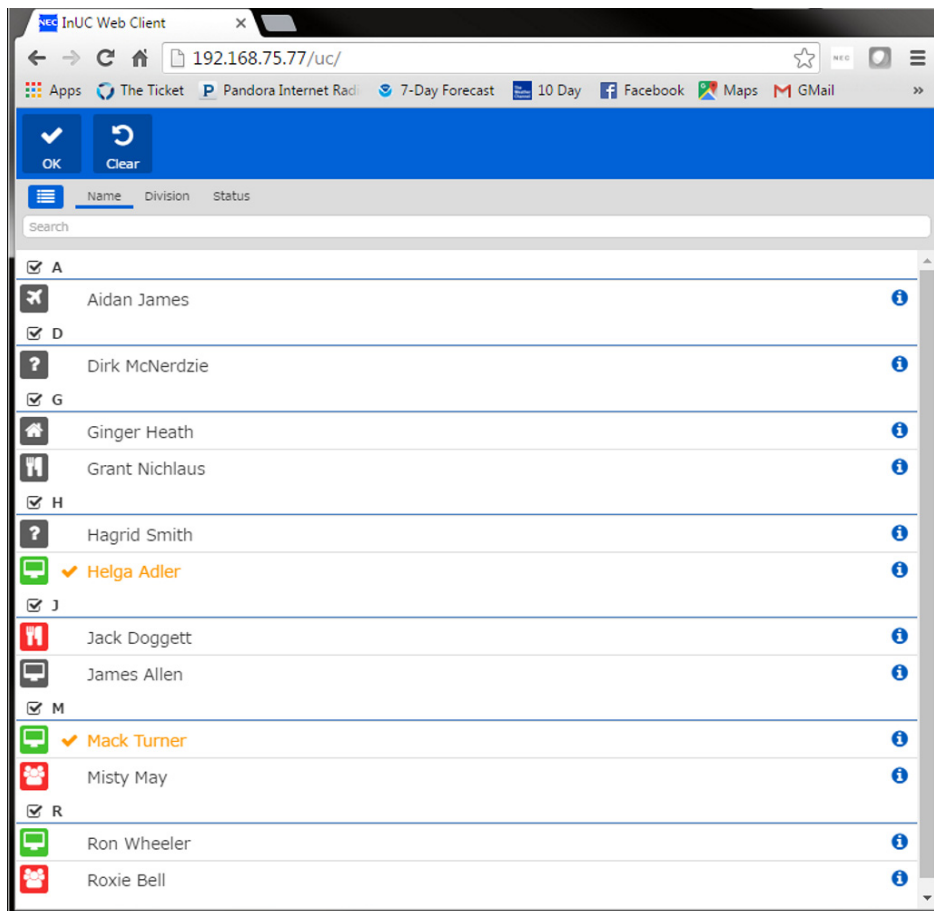 NEC InUC Web Client
192.168.75.77/uc/ NEC
Apps The Ticket P Pandora Internet Radi 7-Day Forecast 10 Day Facebook Maps GMail »
OK Clear
Name Division Status
Search
A
Aidan James
D
? Dirk McNerdzie
G
Ginger Heath
Grant Nichlaus
H
? Hagrid Smith
Helga Adler
J
Jack Doggett
James Allen
M
Mack Turner
Misty May
R
Ron Wheeler
Roxie Bell